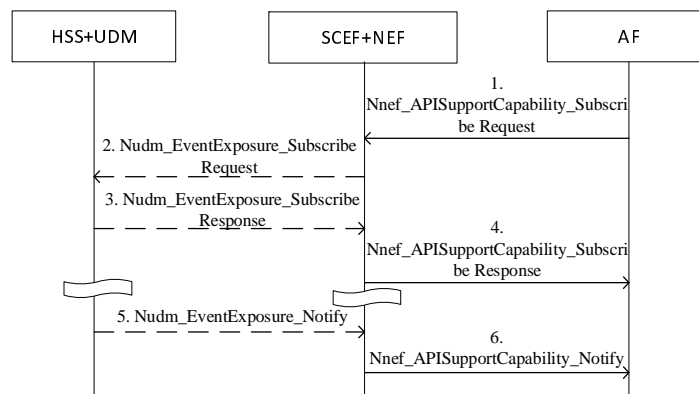 HSS+UDM
SCEF+NEF
AF
1.
Nnef_APISupportCapability_Subscri
be Request
2. Nudm_EventExposure_Subscribe
Request
3. Nudm_EventExposure_Subscribe
Response
4.
Nnef_APISupportCapability_Subscri
be Response
5. Nudm_EventExposure_Notify
6.
Nnef_APISupportCapability_Notify